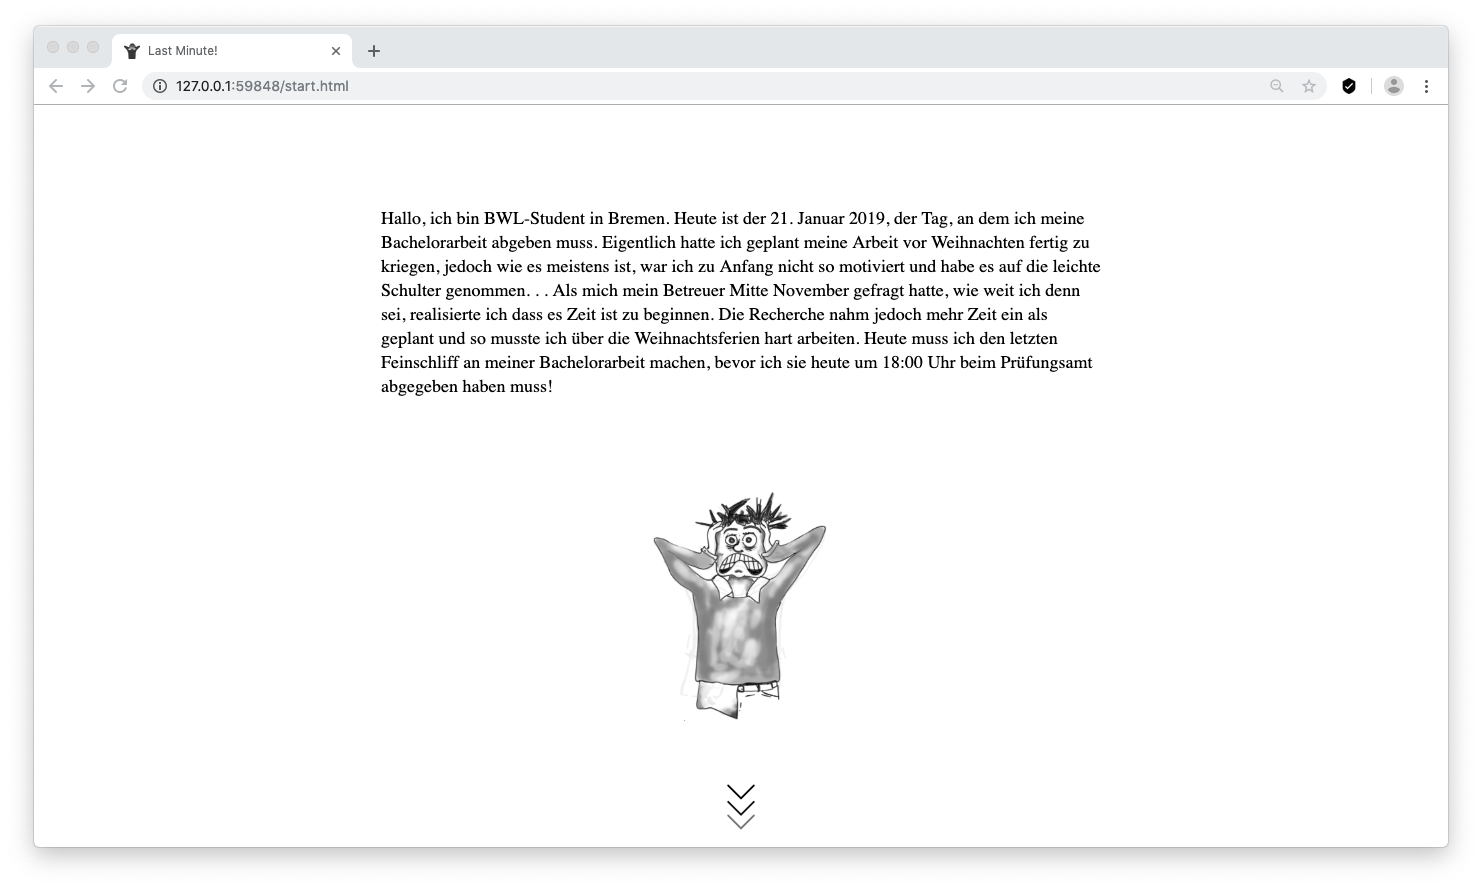 Last Minute!
127.0.0.1:59848/start.html
Hallo, ich bin BWL-Student in Bremen. Heute ist der 21. Januar 2019, der Tag, an dem ich meine
Bachelorarbeit abgeben muss. Eigentlich hatte ich geplant meine Arbeit vor Weihnachten fertig zu
kriegen, jedoch wie es meistens ist, war ich zu Anfang nicht so motiviert und habe es auf die leichte
Schulter genommen. . . Als mich mein Betreuer Mitte November gefragt hatte, wie weit ich denn
sei, realisierte ich dass es Zeit ist zu beginnen. Die Recherche nahm jedoch mehr Zeit ein als
geplant und so musste ich über die Weihnachtsferien hart arbeiten. Heute muss ich den letzten
Feinschliff an meiner Bachelorarbeit machen, bevor ich sie heute um 18:00 Uhr beim Prüfungsamt
abgegeben haben muss!